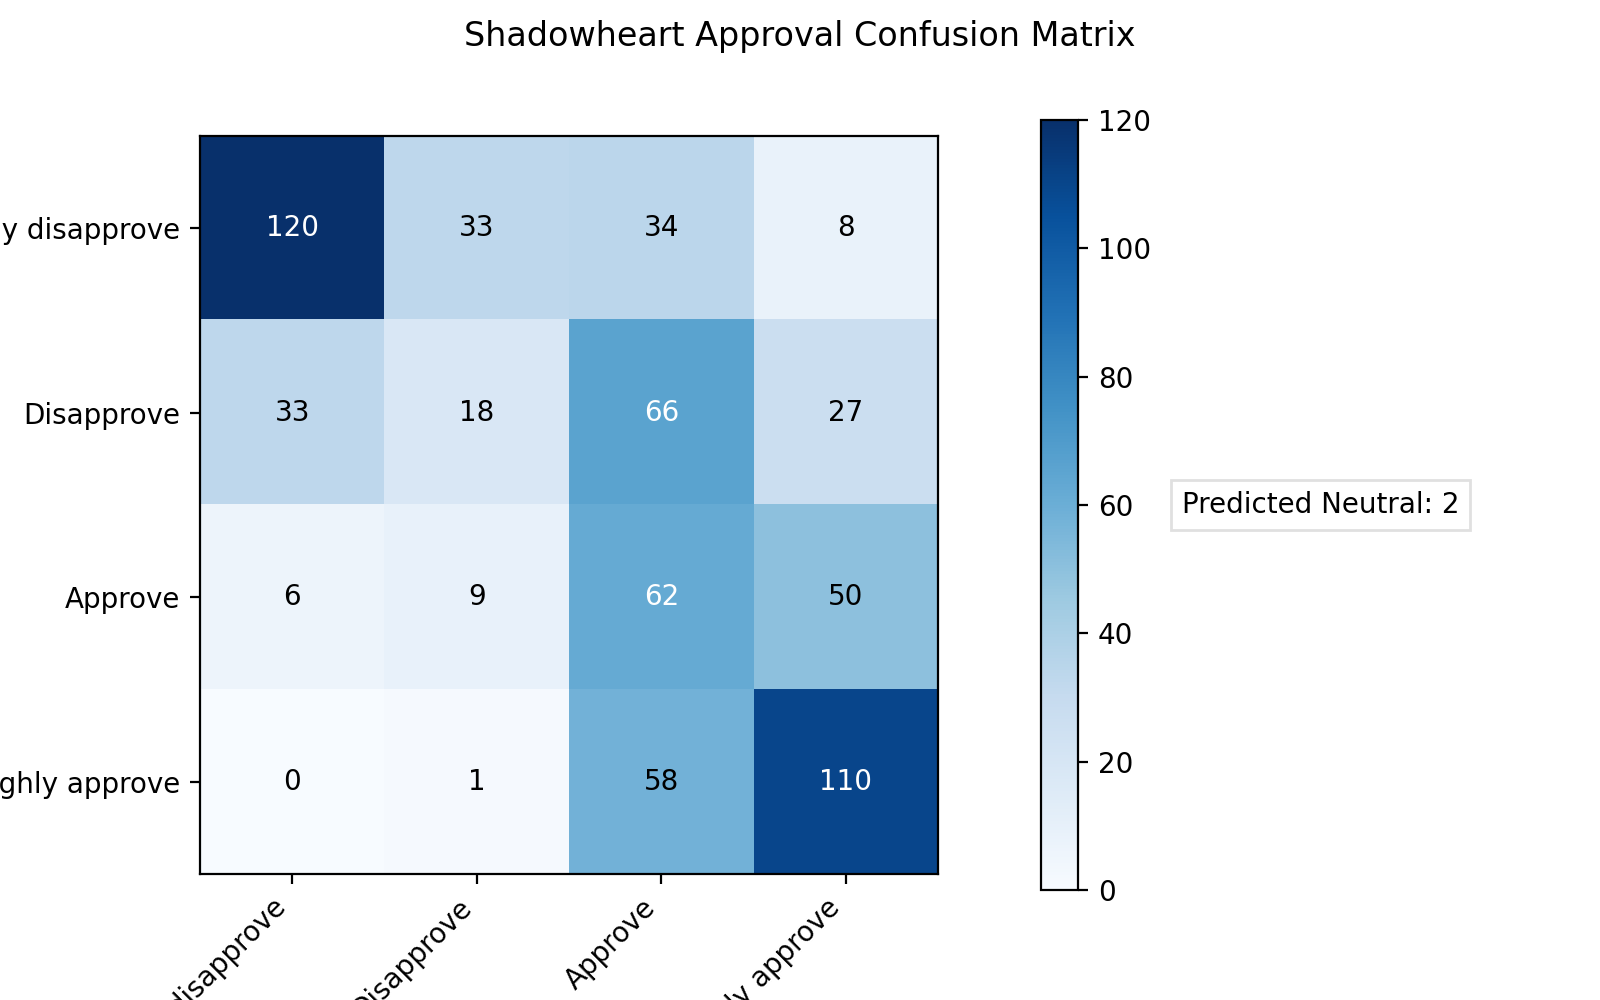 Shadowheart Approval Confusion Matrix
y disapprove 120 33 34 8
Disapprove 33 18 66 27
Approve 6 9 62 50
ghly approve 0 1 58 110
disapprove Disapprove Approve ly approve
120
100
80
60
40
20
0
Predicted Neutral: 2